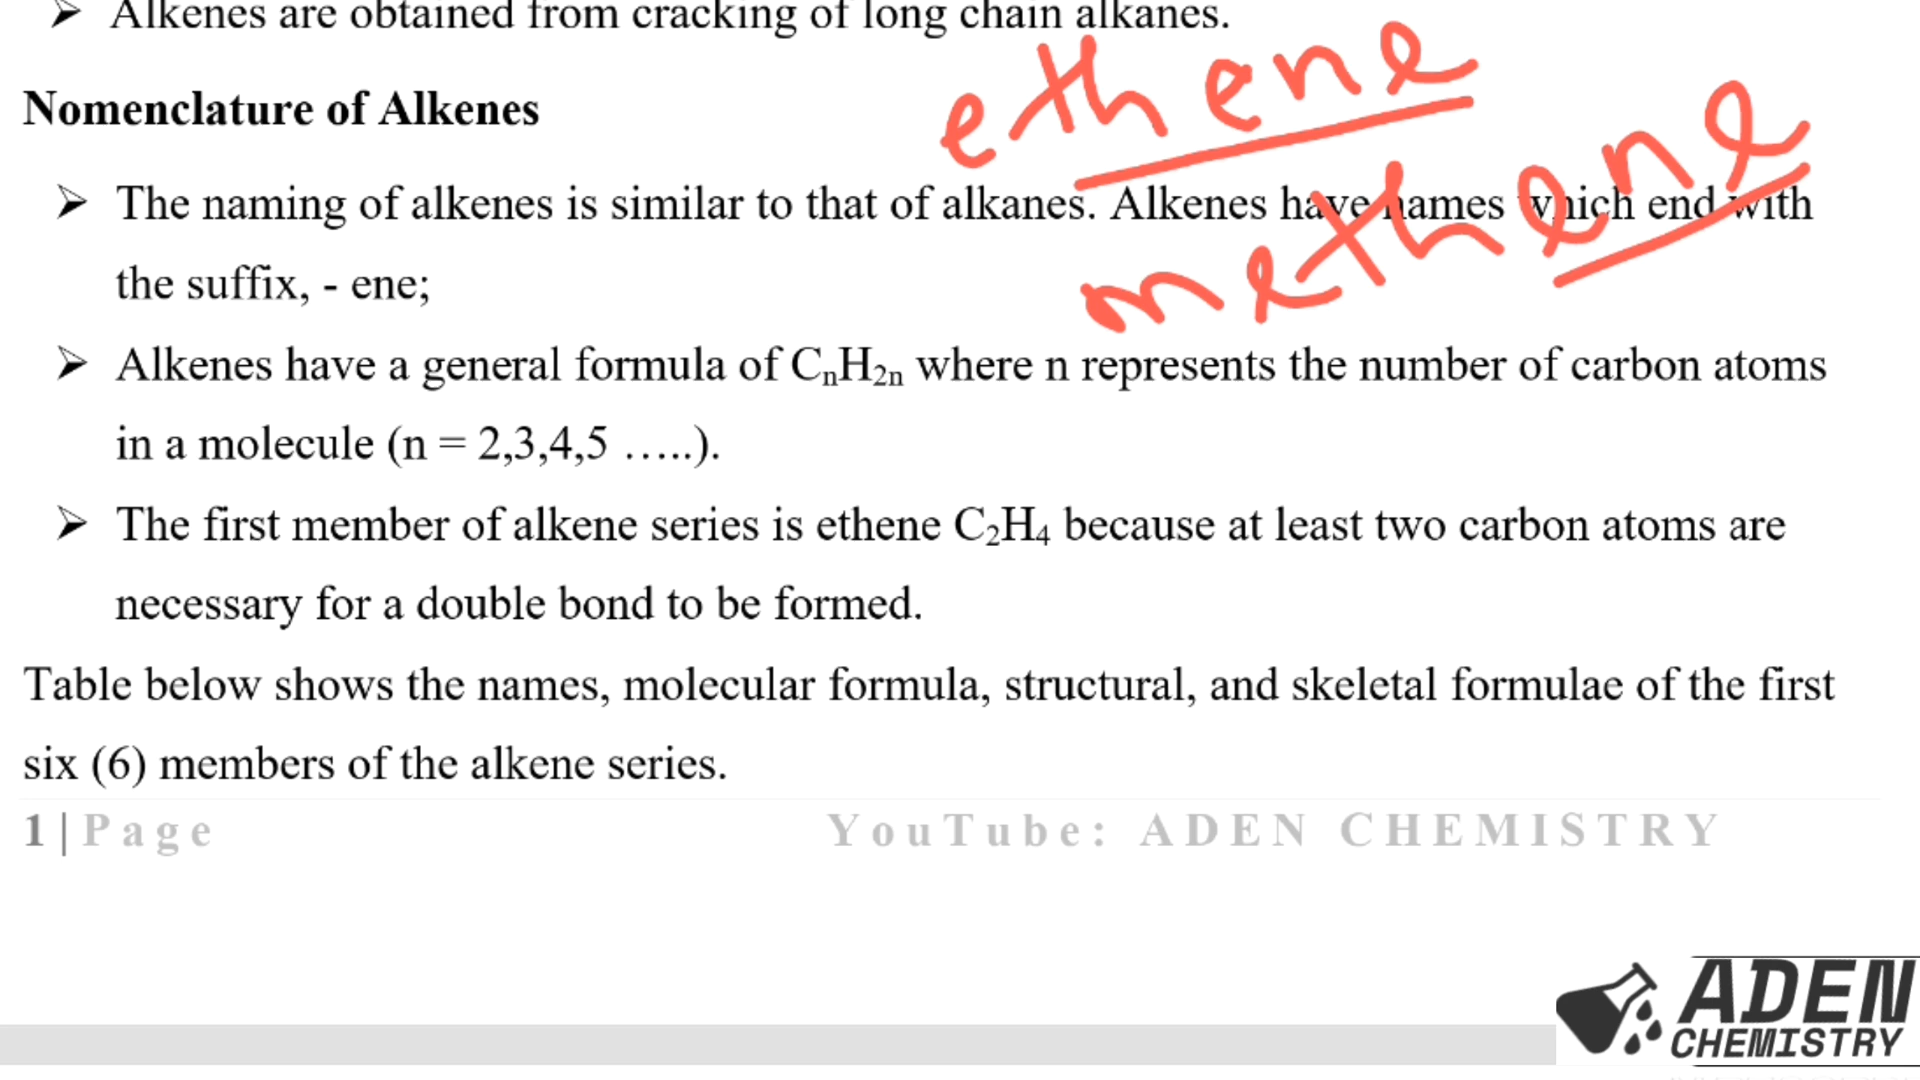 ➢ Alkenes are obtained from cracking of long chain alkanes.
ethene
Nomenclature of Alkenes
methene
➢ The naming of alkenes is similar to that of alkanes. Alkenes have names which end with
the suffix, - ene;
➢ Alkenes have a general formula of CₙH₂ₙ where n represents the number of carbon atoms
in a molecule (n = 2,3,4,5 …..).
➢ The first member of alkene series is ethene C₂H₄ because at least two carbon atoms are
necessary for a double bond to be formed.
Table below shows the names, molecular formula, structural, and skeletal formulae of the first
six (6) members of the alkene series.
1 | Page YouTube: ADEN CHEMISTRY
ADEN
CHEMISTRY